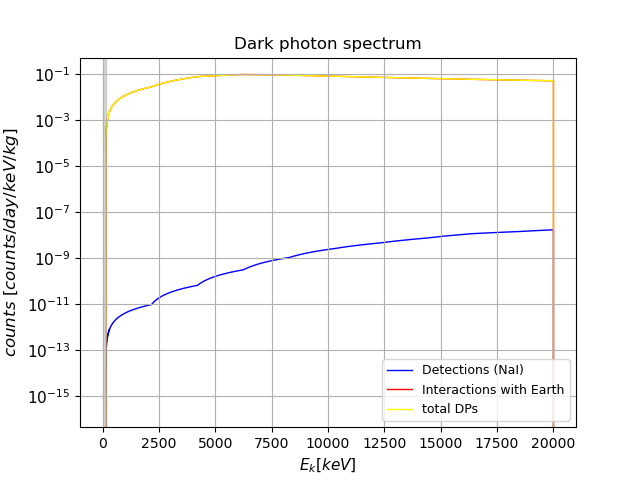 Dark photon spectrum
counts [counts/day/keV/kg]
10⁻¹
10⁻³
10⁻⁵
10⁻⁷
10⁻⁹
10⁻¹¹
10⁻¹³
10⁻¹⁵
Detections (NaI)
Interactions with Earth
total DPs
0 2500 5000 7500 10000 12500 15000 17500 20000
Eₖ[keV]